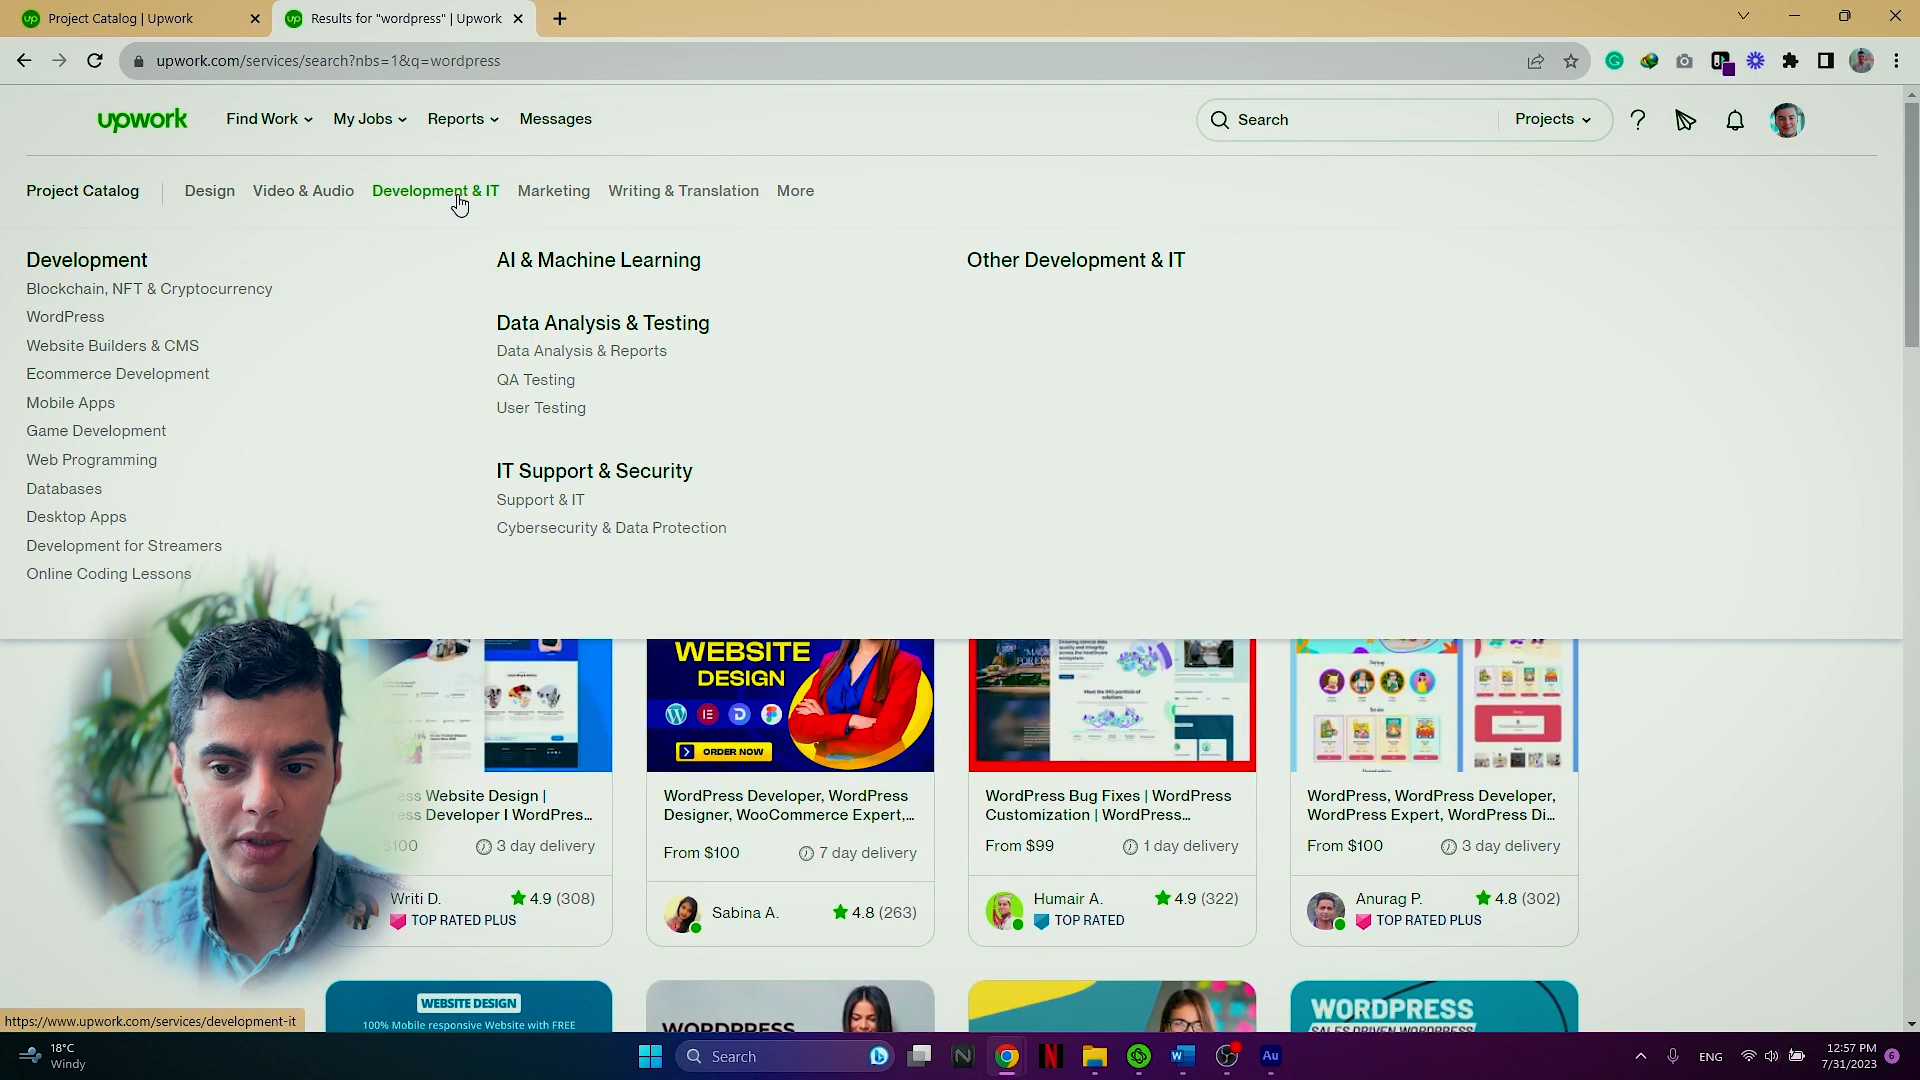 Project Catalog | Upwork
Results for "wordpress" | Upwork
upwork.com/services/search?nbs=1&q=wordpress
upwork
Find Work
My Jobs
Reports
Messages
Search
Projects
Project Catalog
Design
Video & Audio
Development & IT
Marketing
Writing & Translation
More
Development
Blockchain, NFT & Cryptocurrency
WordPress
Website Builders & CMS
Ecommerce Development
Mobile Apps
Game Development
Web Programming
Databases
Desktop Apps
Development for Streamers
Online Coding Lessons
AI & Machine Learning
Data Analysis & Testing
Data Analysis & Reports
QA Testing
User Testing
IT Support & Security
Support & IT
Cybersecurity & Data Protection
Other Development & IT
WEBSITE
DESIGN
ORDER NOW
ess Website Design |
ess Developer I WordPres...
$100
3 day delivery
Writi D.
4.9 (308)
TOP RATED PLUS
WordPress Developer, WordPress
Designer, WooCommerce Expert,...
From $100
7 day delivery
Sabina A.
4.8 (263)
WordPress Bug Fixes | WordPress
Customization | WordPress...
From $99
1 day delivery
Humair A.
4.9 (322)
TOP RATED
WordPress, WordPress Developer,
WordPress Expert, WordPress Di...
From $100
3 day delivery
Anurag P.
4.8 (302)
TOP RATED PLUS
WEBSITE DESIGN
100% Mobile responsive Website with FREE
WORDPRESS
WORDPRESS
SALES DRIVEN WORDPRESS
https://www.upwork.com/services/development-it
18°C
Windy
Search
ENG
12:57 PM
7/31/2023
6